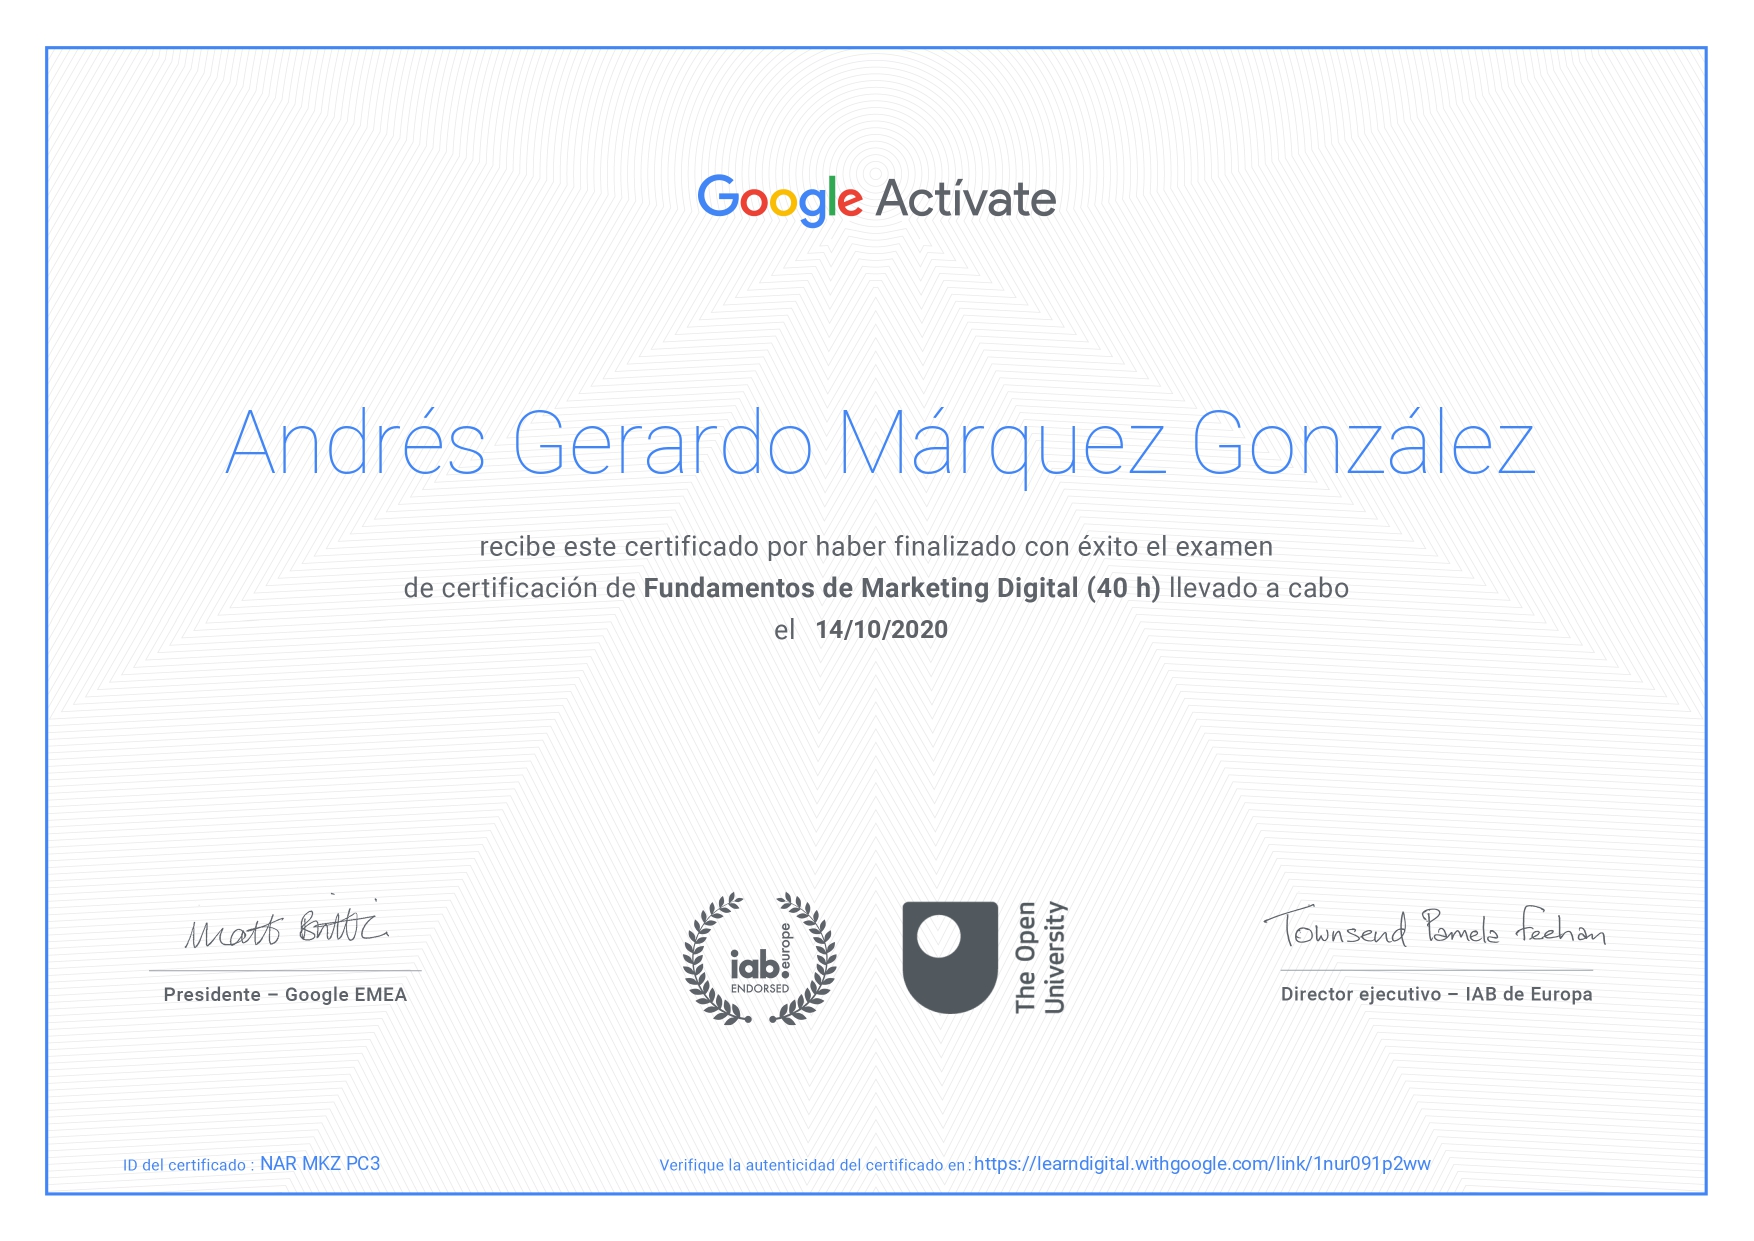 Google Actívate
Andrés Gerardo Márquez González
recibe este certificado por haber finalizado con éxito el examen
de certificación de Fundamentos de Marketing Digital (40 h) llevado a cabo
el 14/10/2020
Matt Brittin
Presidente – Google EMEA
iab.europe
ENDORSED
The Open
University
Townsend Pamela Feehan
Director ejecutivo – IAB de Europa
ID del certificado : NAR MKZ PC3
Verifique la autenticidad del certificado en : https://learndigital.withgoogle.com/link/1nur091p2ww